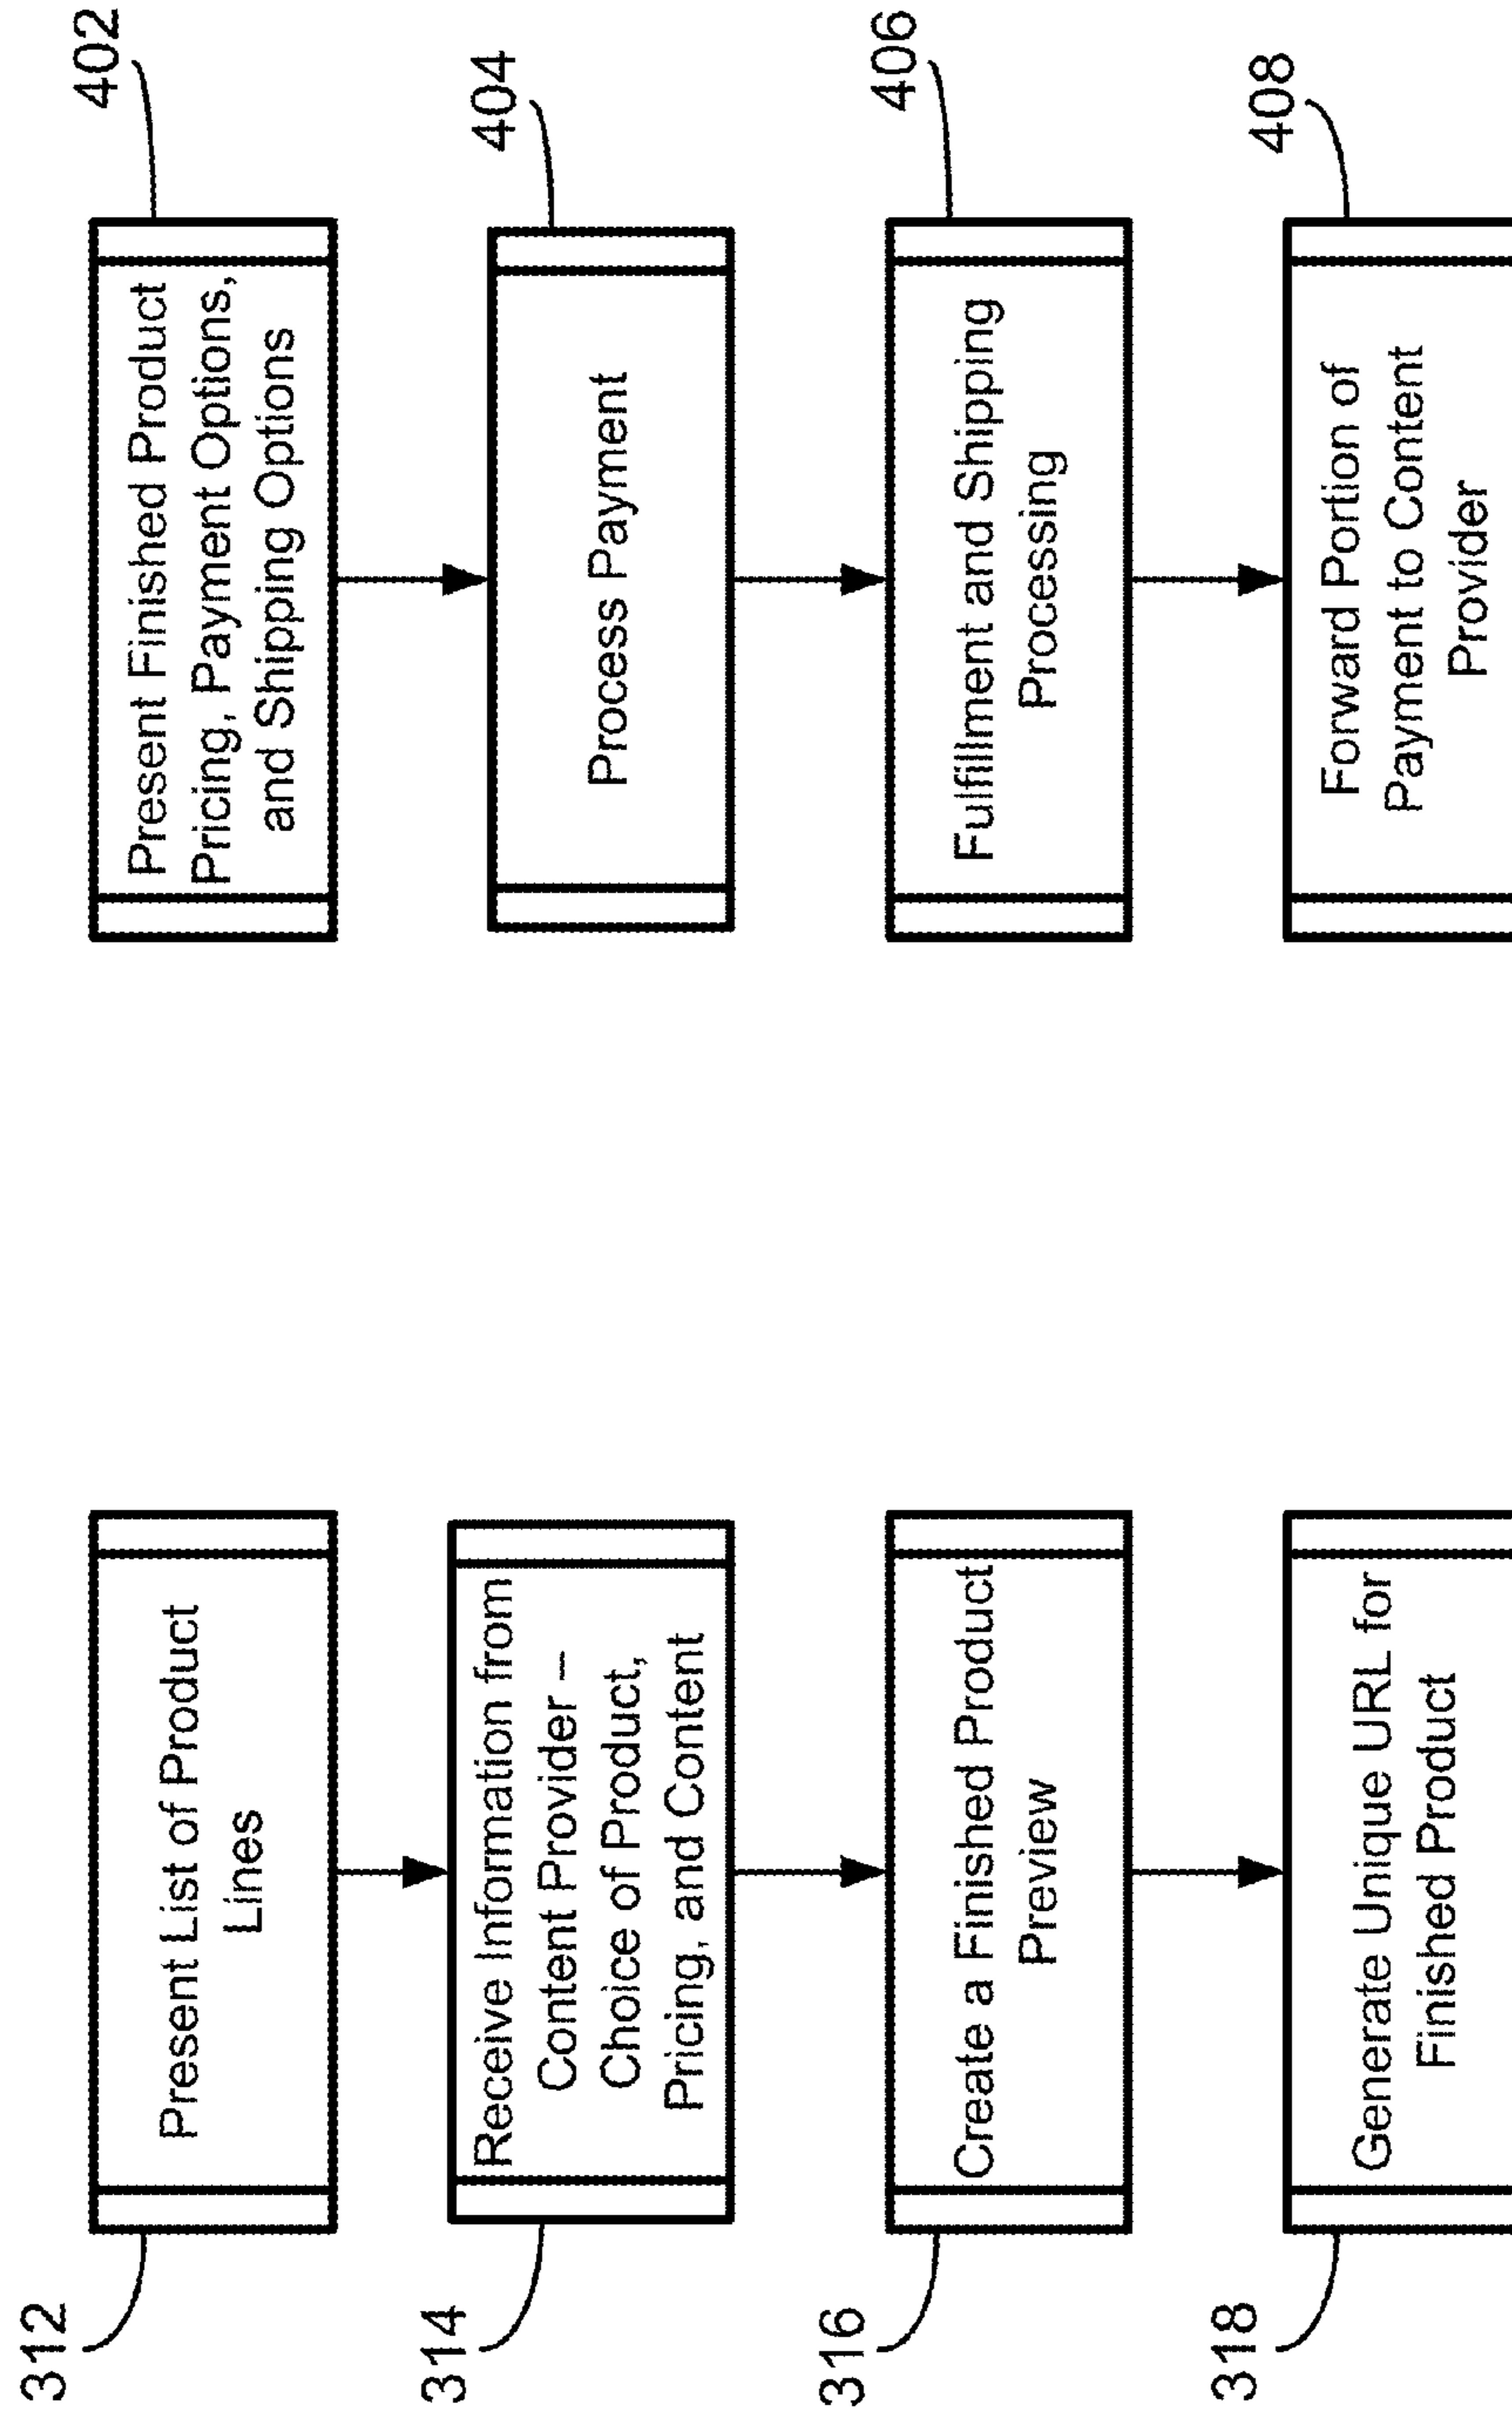 312
Present List of Product
Lines
314
Receive Information from
Content Provider –
Choice of Product,
Pricing, and Content
316
Create a Finished Product
Preview
318
Generate Unique URL for
Finished Product
402
Present Finished Product
Pricing, Payment Options,
and Shipping Options
404
Process Payment
406
Fulfillment and Shipping
Processing
408
Forward Portion of
Payment to Content
Provider